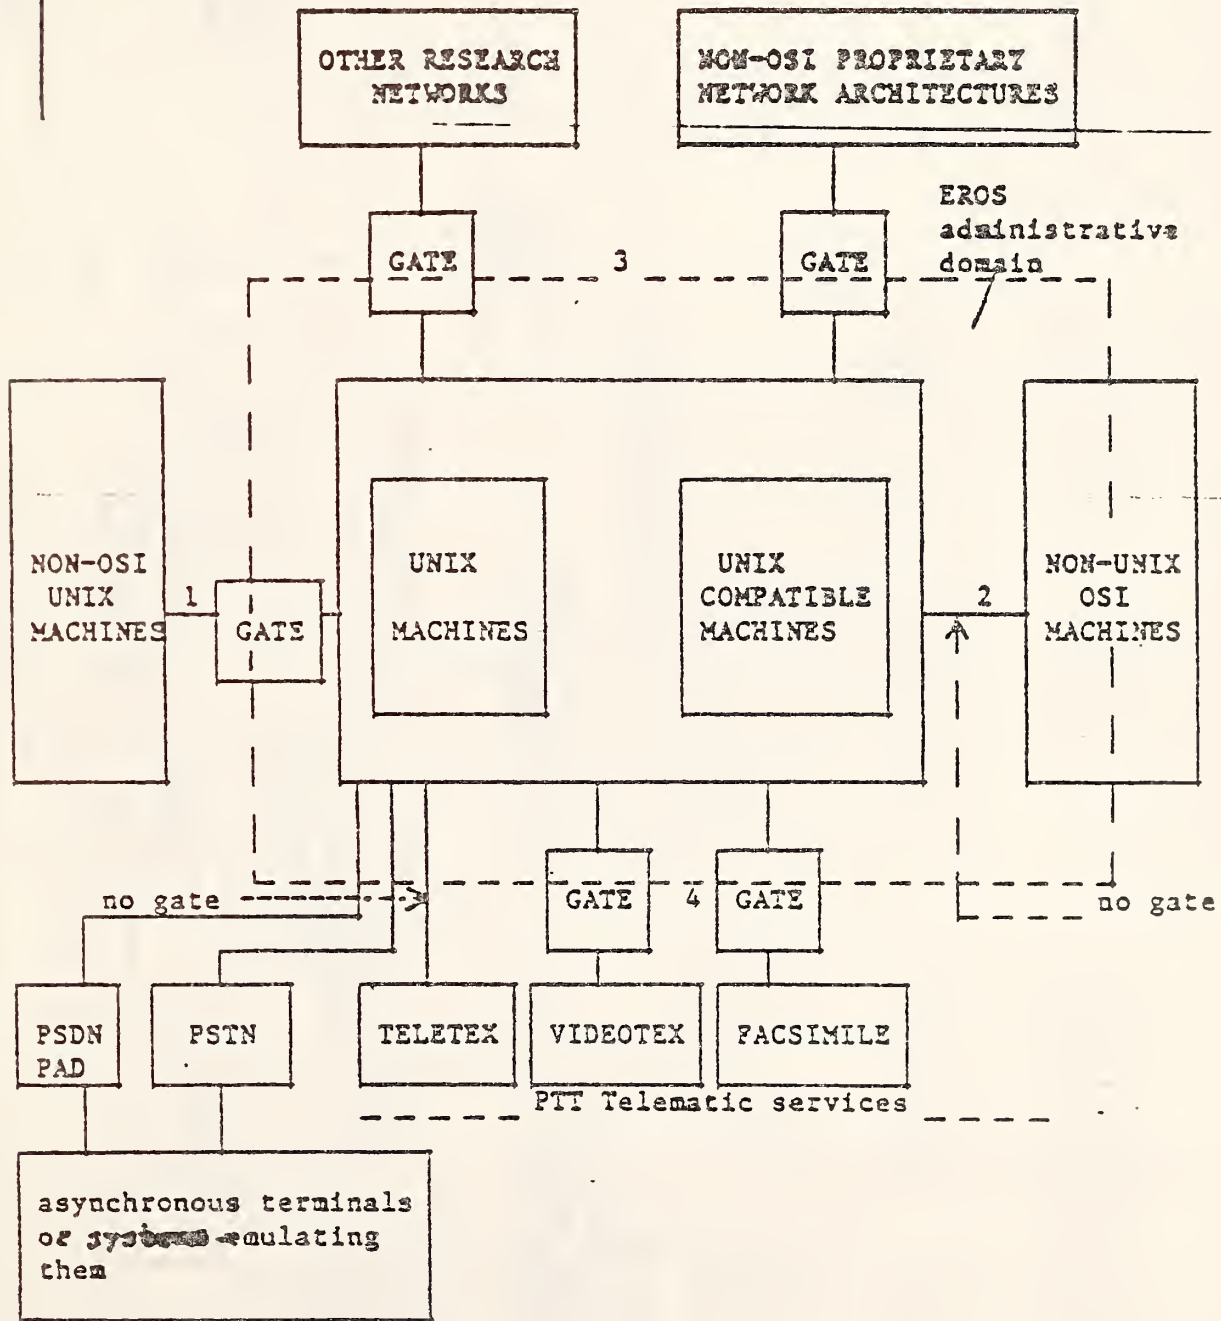 OTHER RESEARCH
NETWORKS
NON-OSI PROPRIETARY
NETWORK ARCHITECTURES
EROS
administrative
domain
GATE
3
GATE
NON-OSI
UNIX
MACHINES
1
GATE
UNIX
MACHINES
UNIX
COMPATIBLE
MACHINES
2
NON-UNIX
OSI
MACHINES
no gate
GATE
4
GATE
no gate
PSDN
PAD
PSTN
TELETEX
VIDEOTEX
FACSIMILE
PTT Telematic services
asynchronous terminals
or systems emulating
them